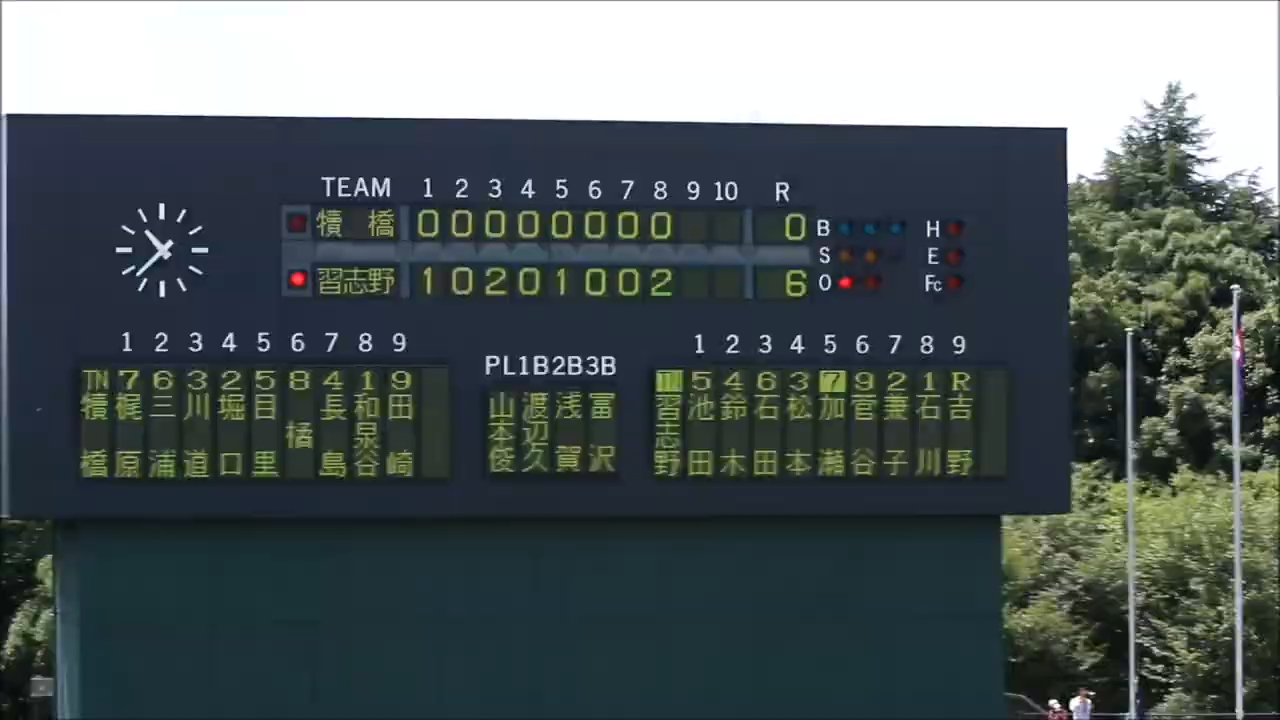 TEAM 1 2 3 4 5 6 7 8 9 10 R
犢橋 0 0 0 0 0 0 0 0 0 B H
S E
習志野 1 0 2 0 1 0 0 2 6 O Fc
1 2 3 4 5 6 7 8 9
TN 7 6 3 2 5 8 4 1 9
犢橋 梶原 三浦 川道 堀口 目里 橘 長島 和泉谷 田崎
PL 1B 2B 3B
山本俊 渡辺久 浅賀 冨沢
1 2 3 4 5 6 7 8 9
TN 5 4 6 3 7 9 2 1 R
習志野 池田 鈴木 石田 松本 加瀬 菅谷 兼子 石川 吉野